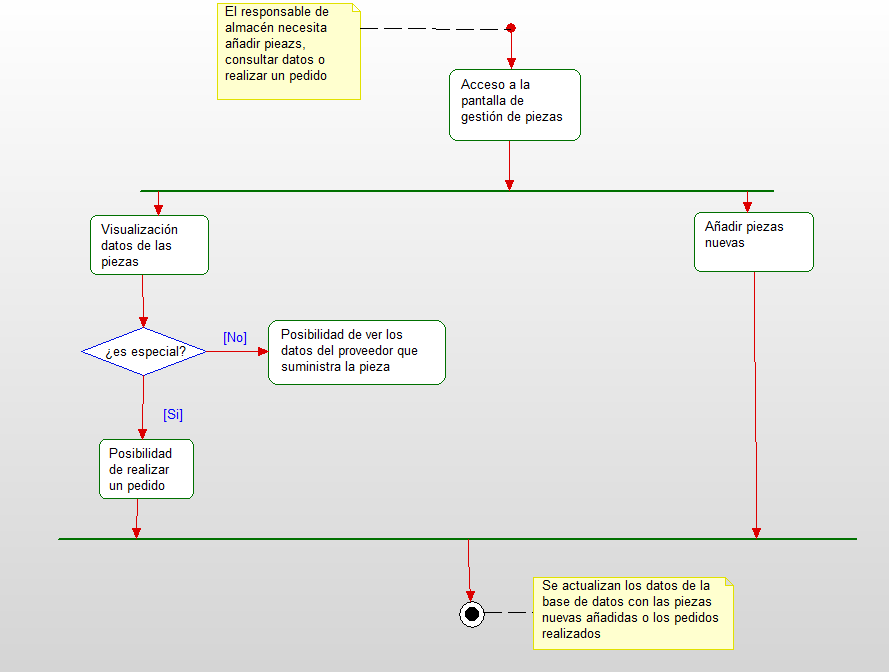 El responsable de
almacén necesita
añadir pieazs,
consultar datos o
realizar un pedido
Acceso a la
pantalla de
gestión de piezas
Visualización
datos de las
piezas
Añadir piezas
nuevas
¿es especial?
[No]
Posibilidad de ver los
datos del proveedor que
suministra la pieza
[Si]
Posibilidad
de realizar
un pedido
Se actualizan los datos de la
base de datos con las piezas
nuevas añadidas o los pedidos
realizados